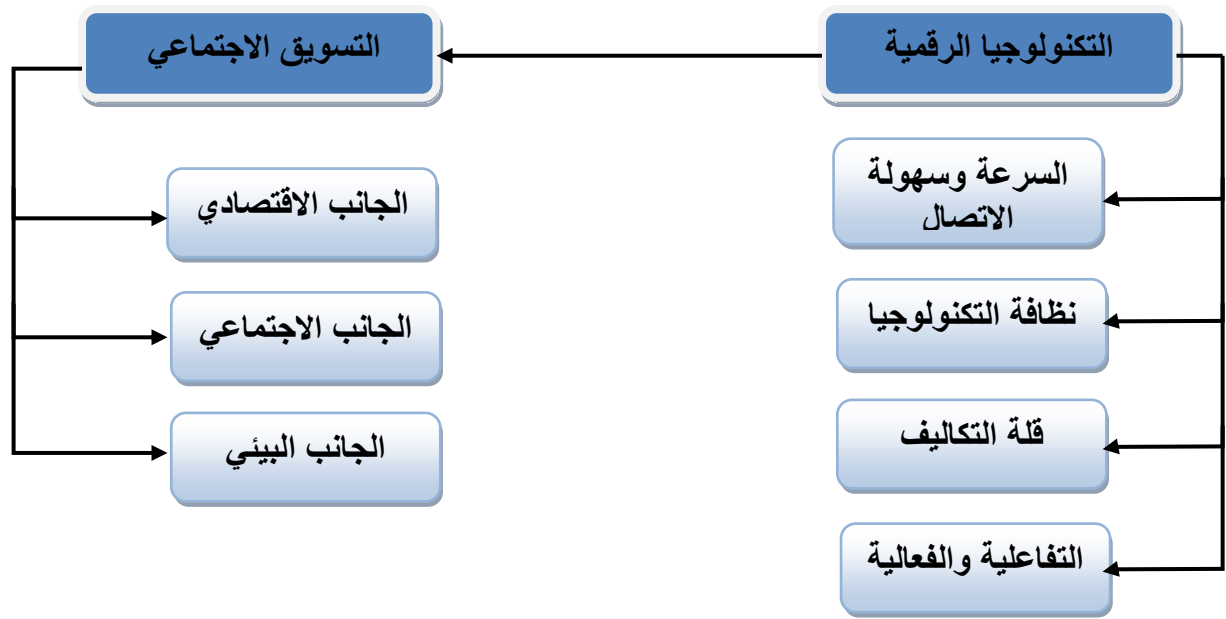 التكنولوجيا الرقمية
التسويق الاجتماعي
السرعة وسهولة
الاتصال
نظافة التكنولوجيا
قلة التكاليف
التفاعلية والفعالية
الجانب الاقتصادي
الجانب الاجتماعي
الجانب البيئي